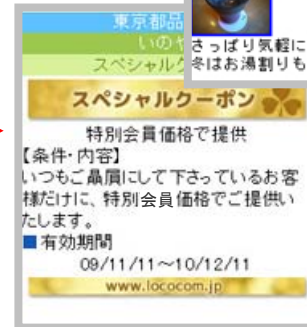 東京都品
いのや
スペシャルク
さっぱり気軽に
冬はお湯割りも
スペシャルクーポン
特別会員価格で提供
【条件・内容】
いつもご贔屓にして下さっているお客
様だけに、特別会員価格でご提供い
たします。
■有効期間
09/11/11～10/12/11
www.lococom.jp